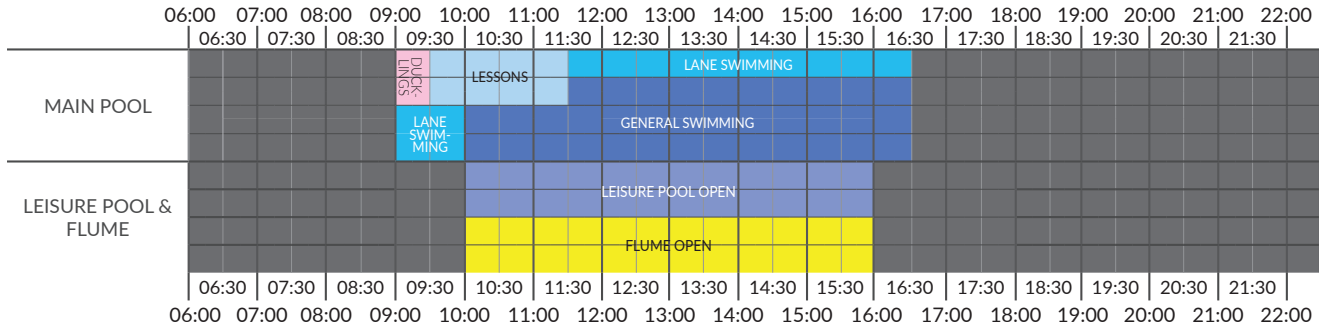 06:00 07:00 08:00 09:00 10:00 11:00 12:00 13:00 14:00 15:00 16:00 17:00 18:00 19:00 20:00 21:00 22:00
06:30 07:30 08:30 09:30 10:30 11:30 12:30 13:30 14:30 15:30 16:30 17:30 18:30 19:30 20:30 21:30
MAIN POOL
DUCK-
LINGS
LESSONS
LANE SWIMMING
LANE
SWIM-
MING
GENERAL SWIMMING
LEISURE POOL &
FLUME
LEISURE POOL OPEN
FLUME OPEN
06:30 07:30 08:30 09:30 10:30 11:30 12:30 13:30 14:30 15:30 16:30 17:30 18:30 19:30 20:30 21:30
06:00 07:00 08:00 09:00 10:00 11:00 12:00 13:00 14:00 15:00 16:00 17:00 18:00 19:00 20:00 21:00 22:00